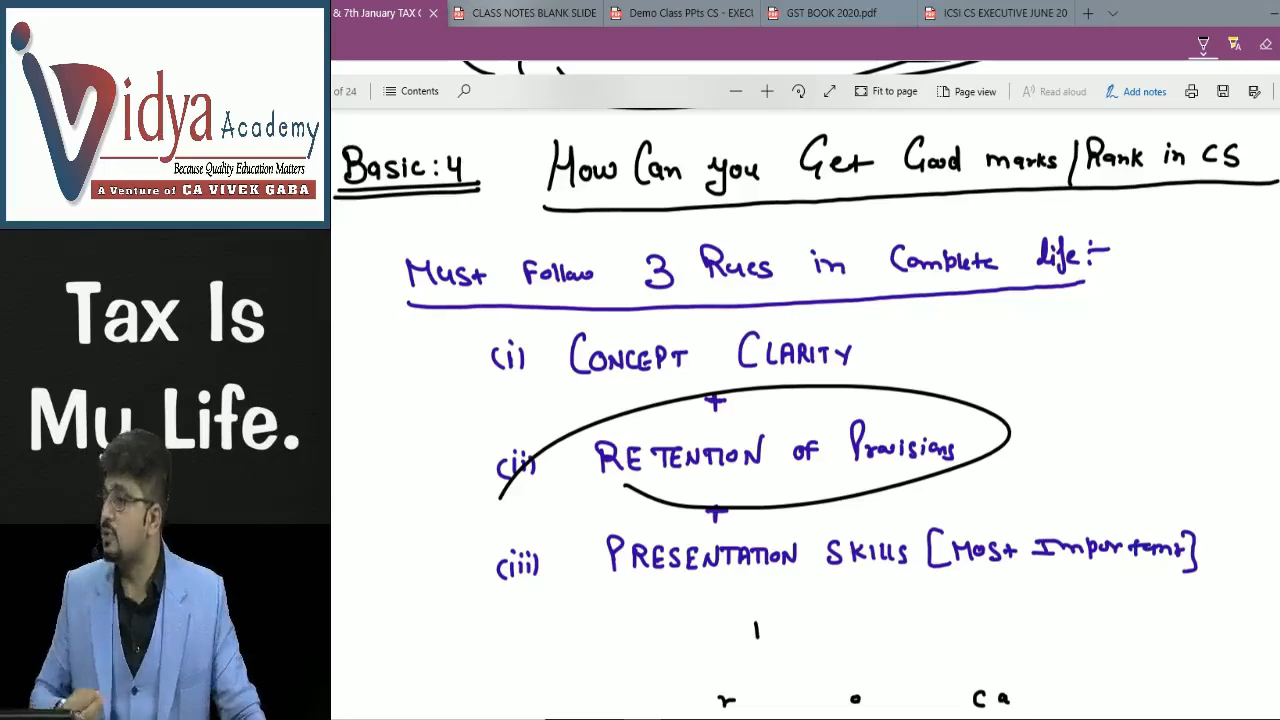 & 7th January TAX C
CLASS NOTES BLANK SLIDE
Demo Class PPts CS - EXECU
GST BOOK 2020.pdf
ICSI CS EXECUTIVE JUNE 20
of 24
Contents
Fit to page
Page view
Read aloud
Add notes
Vidya Academy
Because Quality Education Matters
A Venture of CA VIVEK GABA
Tax Is
My Life.
Basic:4 How Can you Get Good marks/Rank in CS
Must Follow 3 Rues in Complete life:-
(i) CONCEPT CLARITY
+
(ii) RETENTION of Provisions
+
(iii) PRESENTATION SKILLS [Most Important]